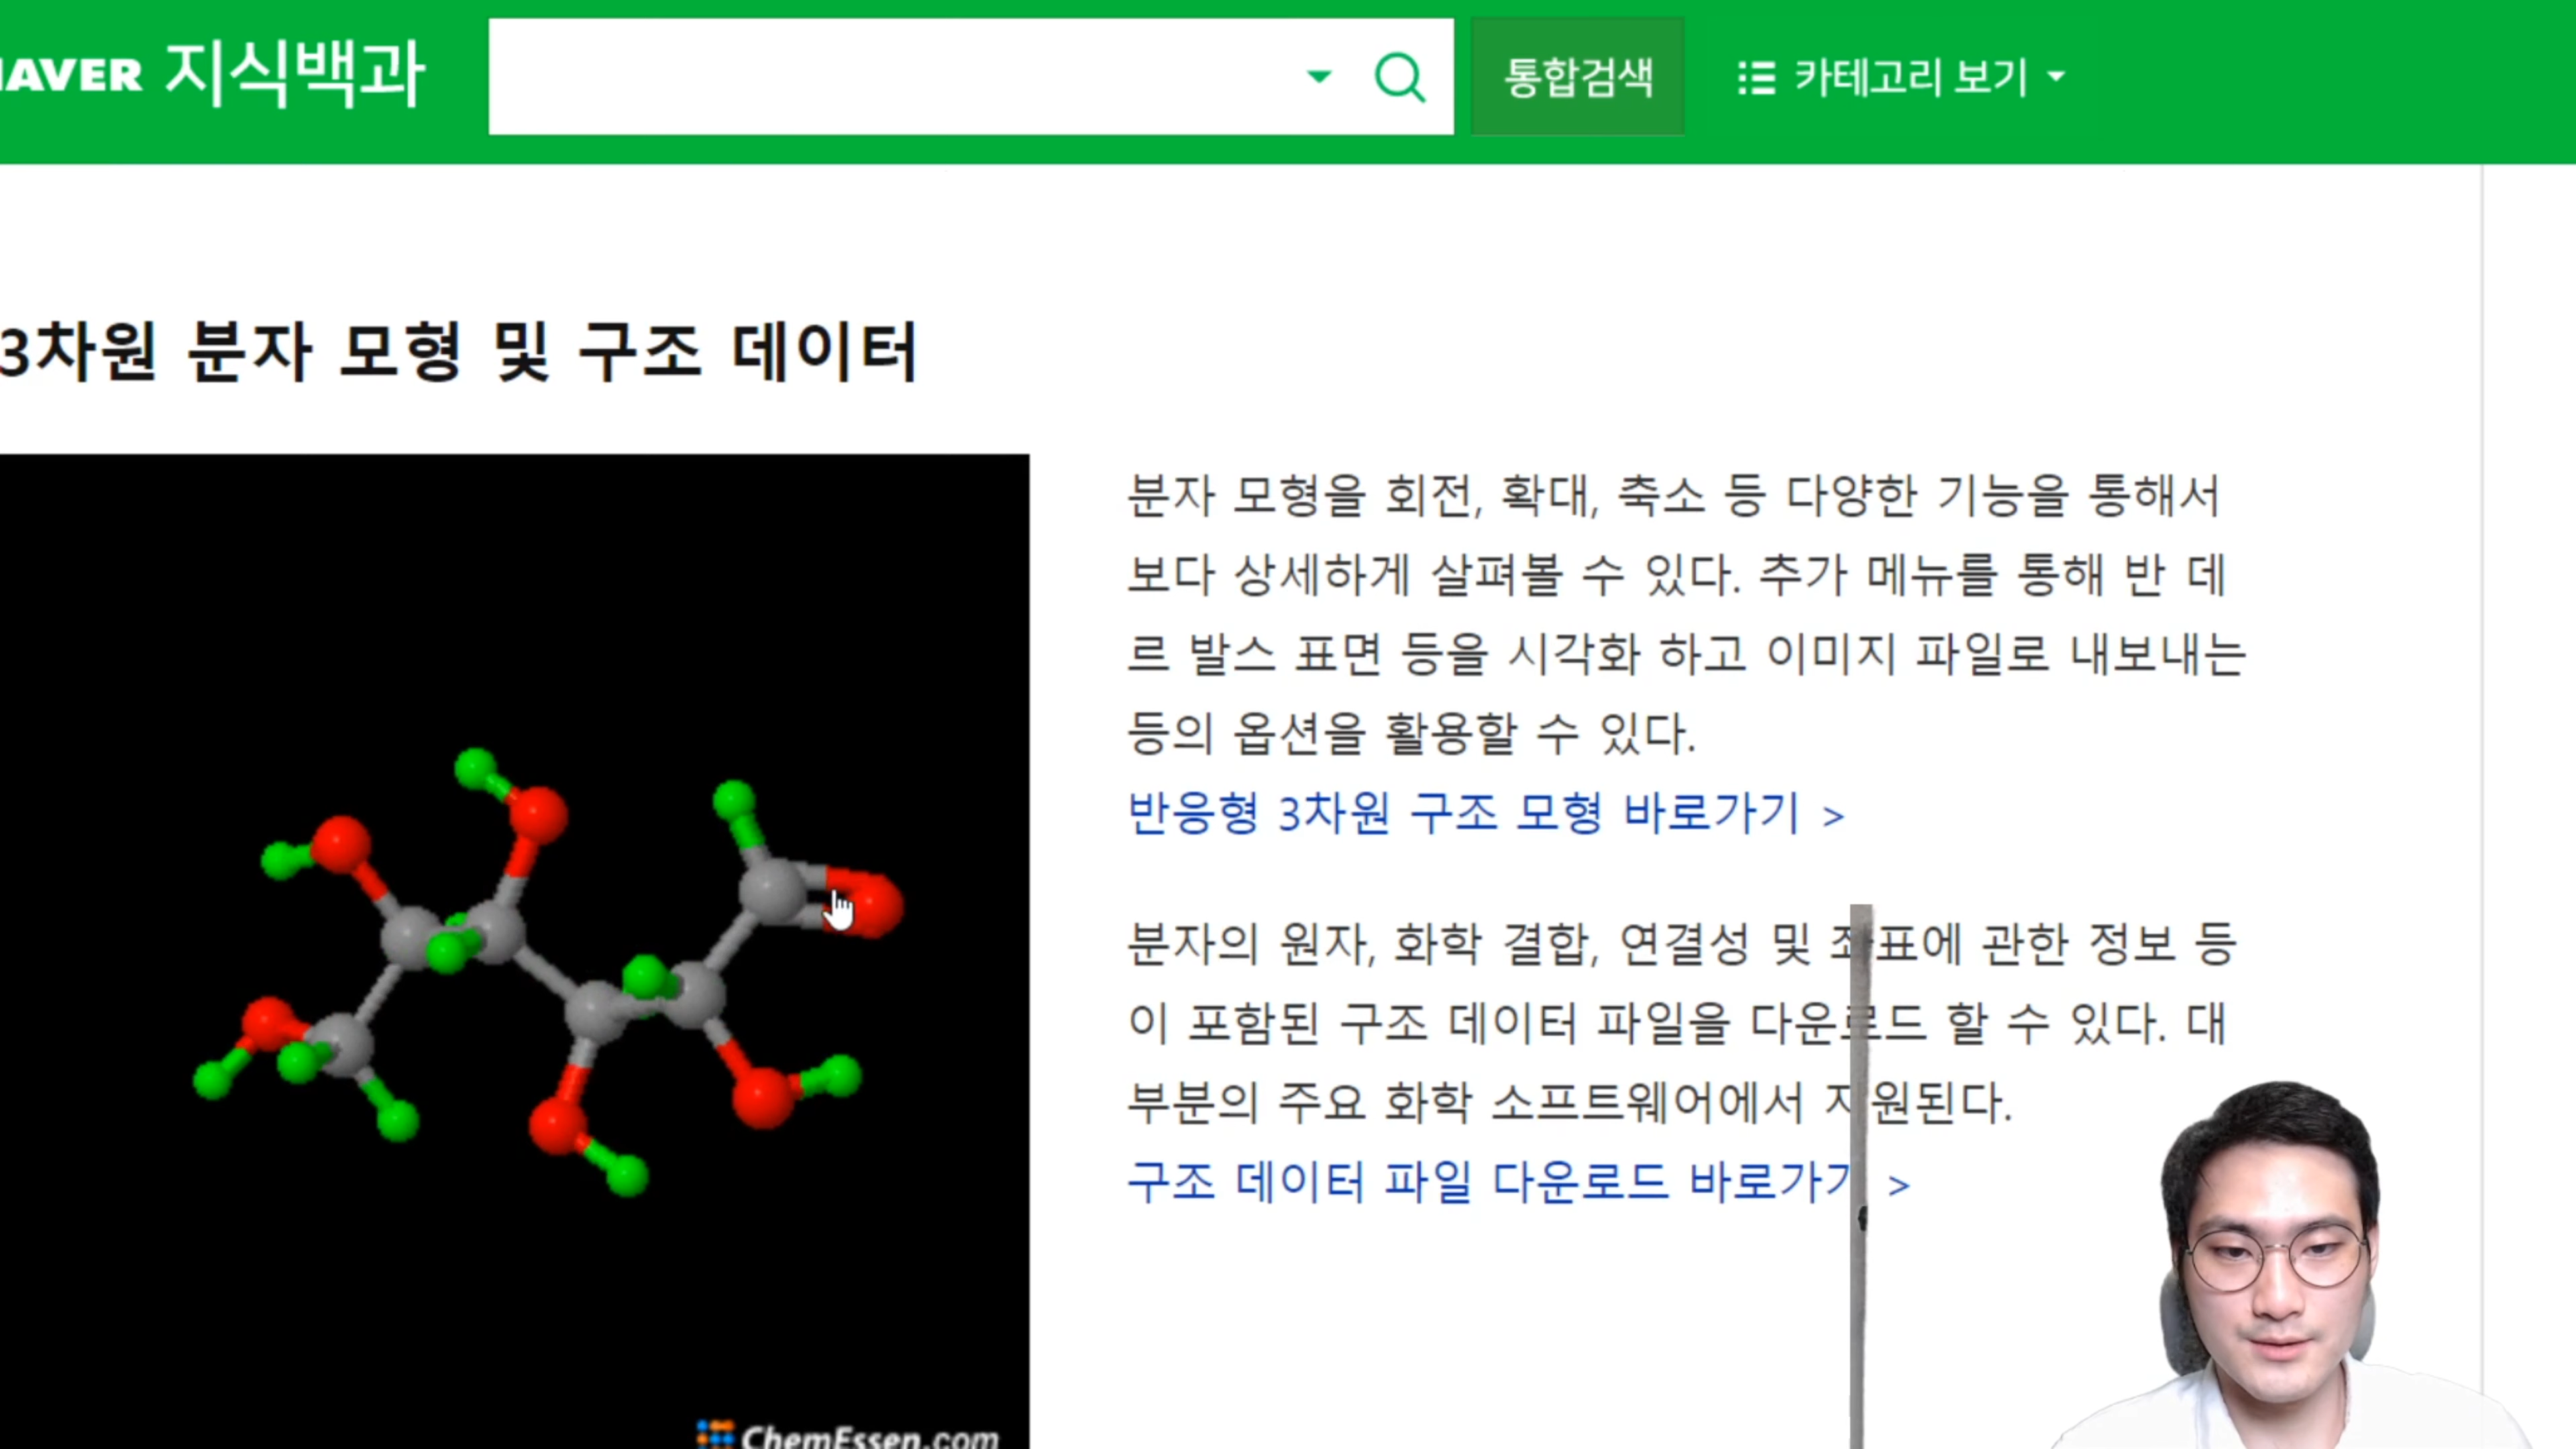 NAVER 지식백과
통합검색
카테고리 보기
3차원 분자 모형 및 구조 데이터
분자 모형을 회전, 확대, 축소 등 다양한 기능을 통해서
보다 상세하게 살펴볼 수 있다. 추가 메뉴를 통해 반 데
르 발스 표면 등을 시각화 하고 이미지 파일로 내보내는
등의 옵션을 활용할 수 있다.
반응형 3차원 구조 모형 바로가기 >
분자의 원자, 화학 결합, 연결성 및 좌표에 관한 정보 등
이 포함된 구조 데이터 파일을 다운로드 할 수 있다. 대
부분의 주요 화학 소프트웨어에서 지원된다.
구조 데이터 파일 다운로드 바로가기 >
ChemEssen.com